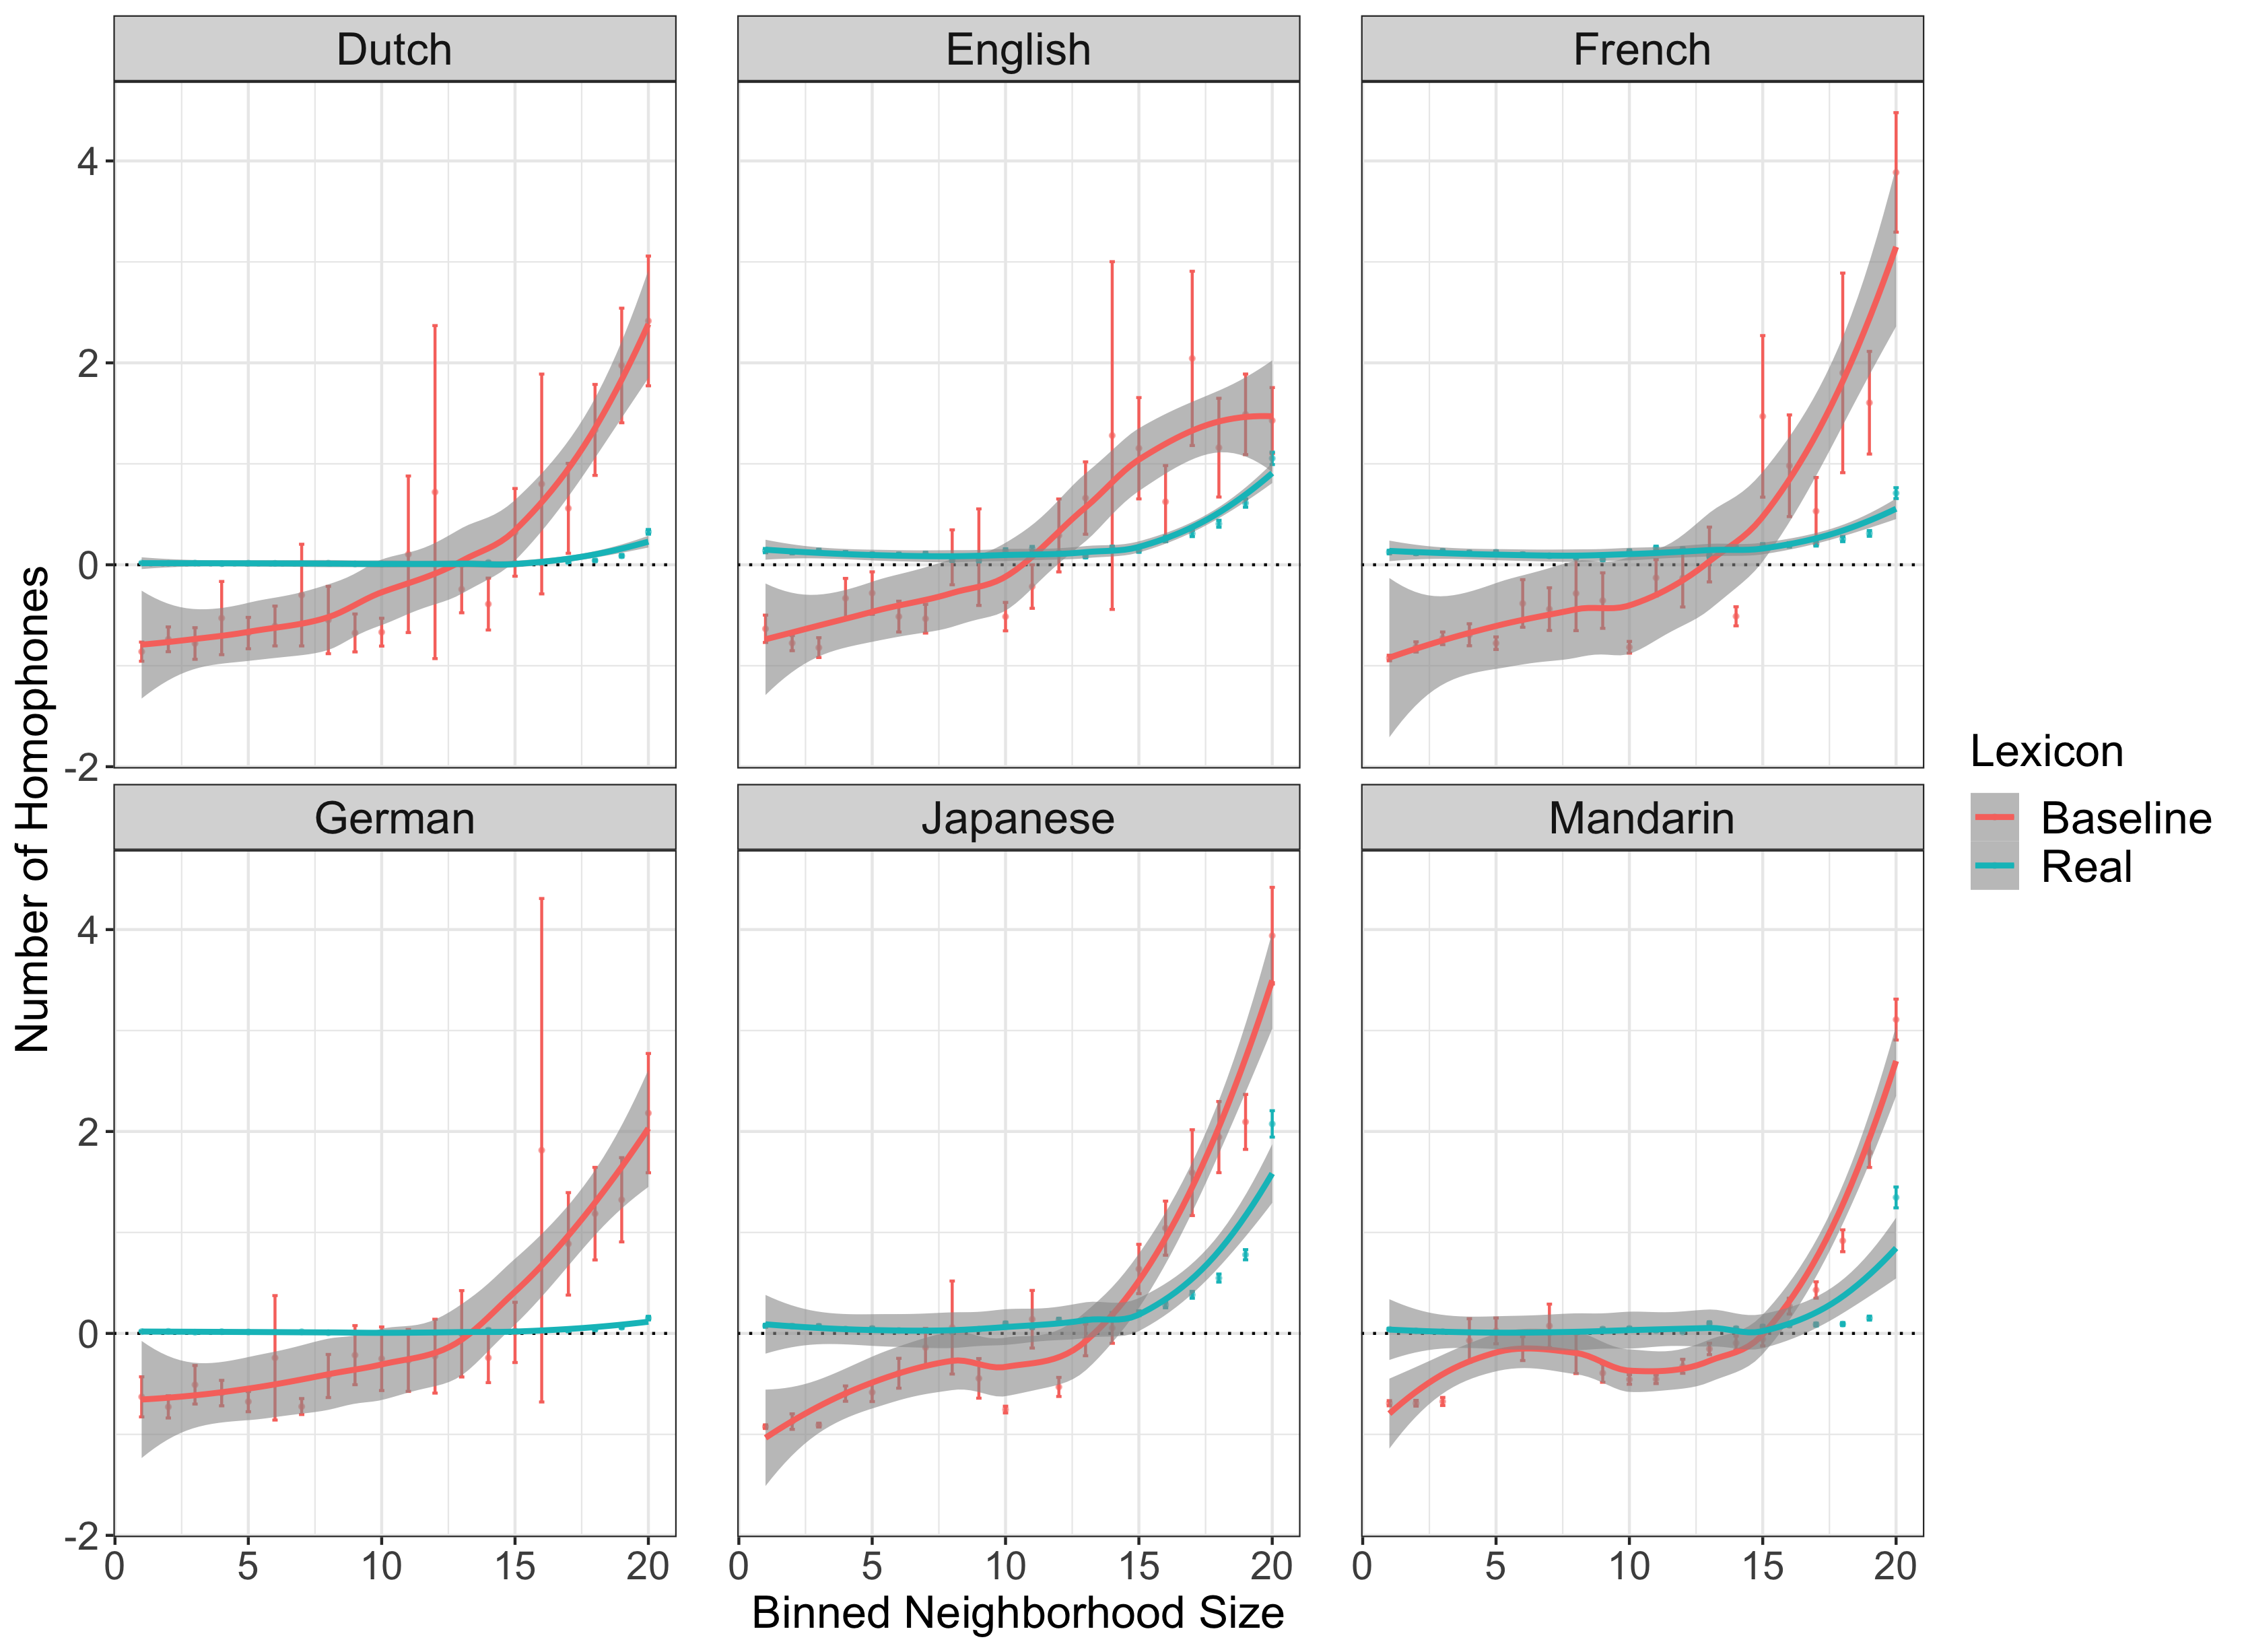 Dutch English French
4
2
0
-2
German Japanese Mandarin
4
2
0
-2
0 5 10 15 20 0 5 10 15 20 0 5 10 15 20
Binned Neighborhood Size
Number of Homophones
Lexicon
Baseline
Real